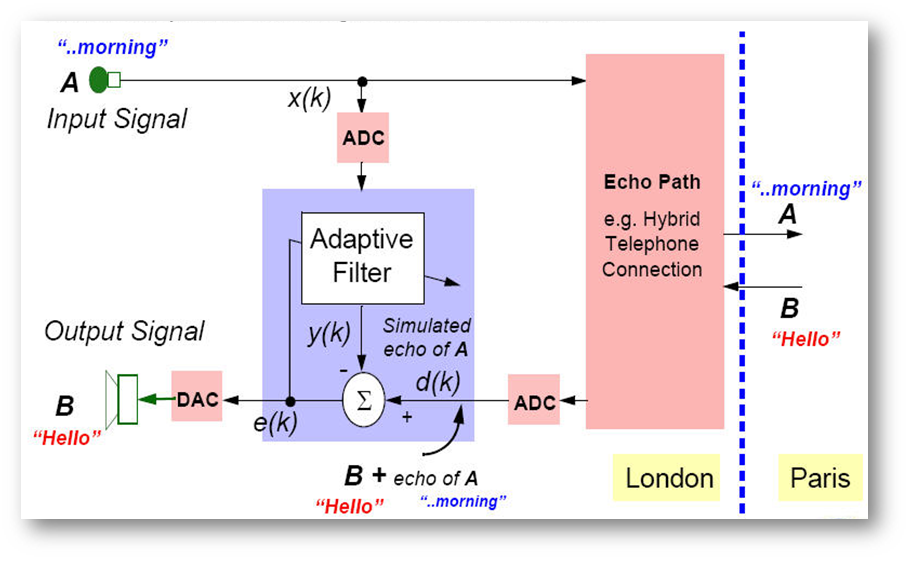 “..morning”
A
Input Signal
x(k)
ADC
Echo Path
e.g. Hybrid
Telephone
Connection
“..morning”
A
B
“Hello”
Adaptive
Filter
Output Signal
y(k)
Simulated
echo of A
-
d(k)
Σ
+
DAC
ADC
B
“Hello”
e(k)
B + echo of A
“Hello” “..morning”
London
Paris